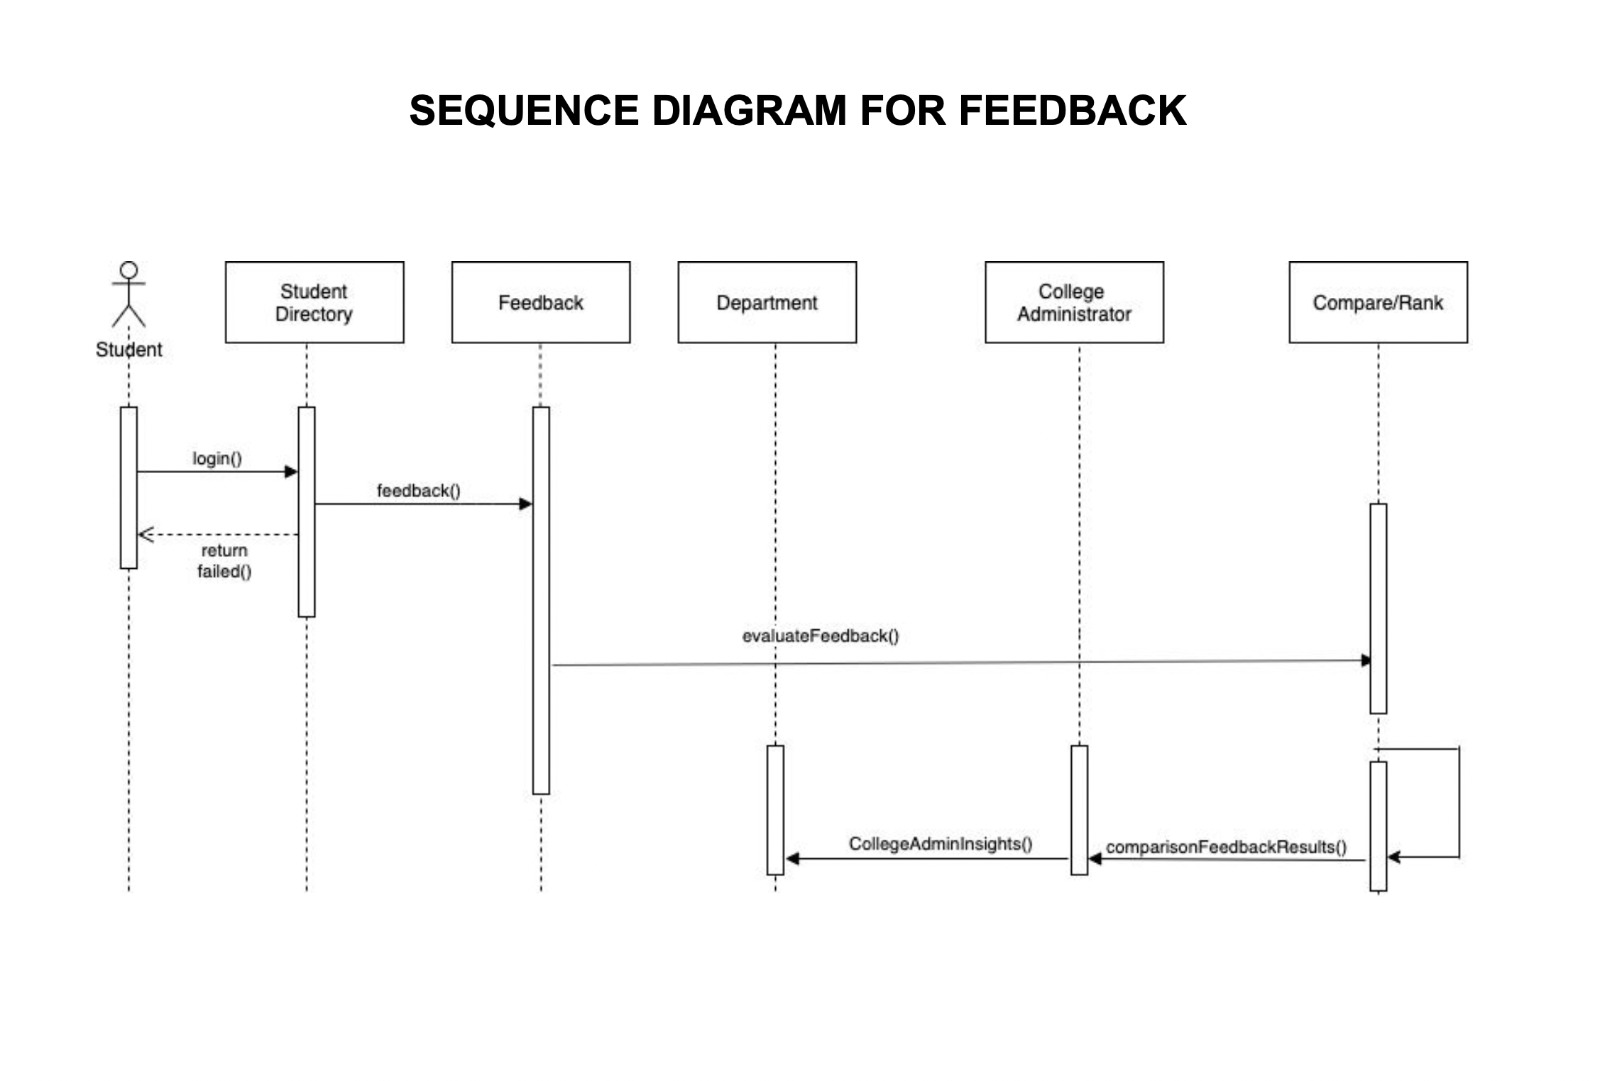 SEQUENCE DIAGRAM FOR FEEDBACK
Student
Student
Directory
Feedback
Department
College
Administrator
Compare/Rank
login()
feedback()
return
failed()
evaluateFeedback()
CollegeAdminInsights()
comparisonFeedbackResults()